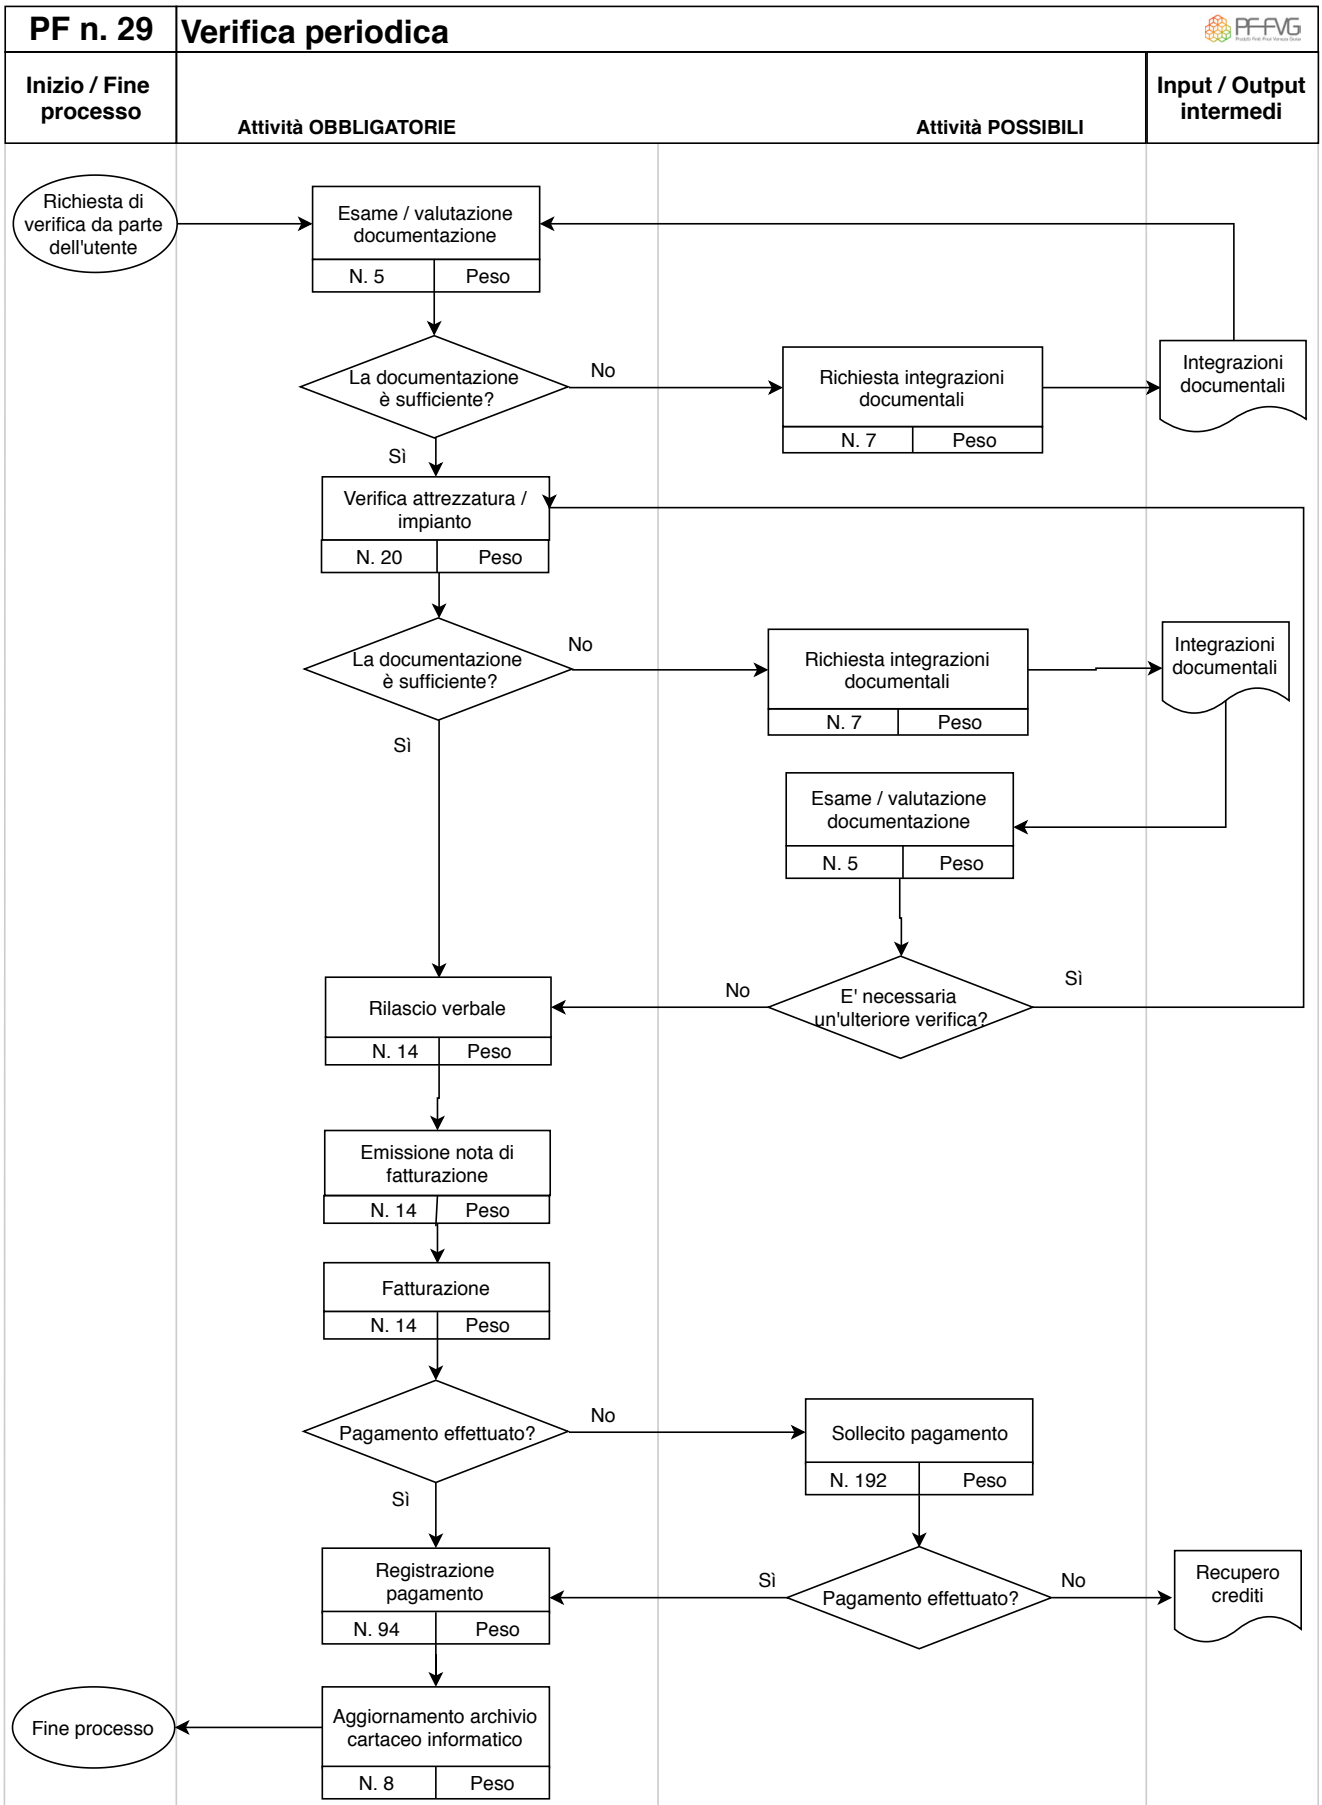 PF n. 29
Verifica periodica
PF-FVG
Inizio / Fine
processo
Attività OBBLIGATORIE
Attività POSSIBILI
Input / Output
intermedi
Richiesta di
verifica da parte
dell'utente
Esame / valutazione
documentazione
N. 5
Peso
La documentazione
è sufficiente?
No
Richiesta integrazioni
documentali
N. 7
Peso
Integrazioni
documentali
Sì
Verifica attrezzatura /
impianto
N. 20
Peso
La documentazione
è sufficiente?
No
Richiesta integrazioni
documentali
N. 7
Peso
Integrazioni
documentali
Sì
Esame / valutazione
documentazione
N. 5
Peso
E' necessaria
un'ulteriore verifica?
No
Sì
Rilascio verbale
N. 14
Peso
Emissione nota di
fatturazione
N. 14
Peso
Fatturazione
N. 14
Peso
Pagamento effettuato?
No
Sollecito pagamento
N. 192
Peso
Sì
Registrazione
pagamento
N. 94
Peso
Sì
Pagamento effettuato?
No
Recupero
crediti
Aggiornamento archivio
cartaceo informatico
N. 8
Peso
Fine processo